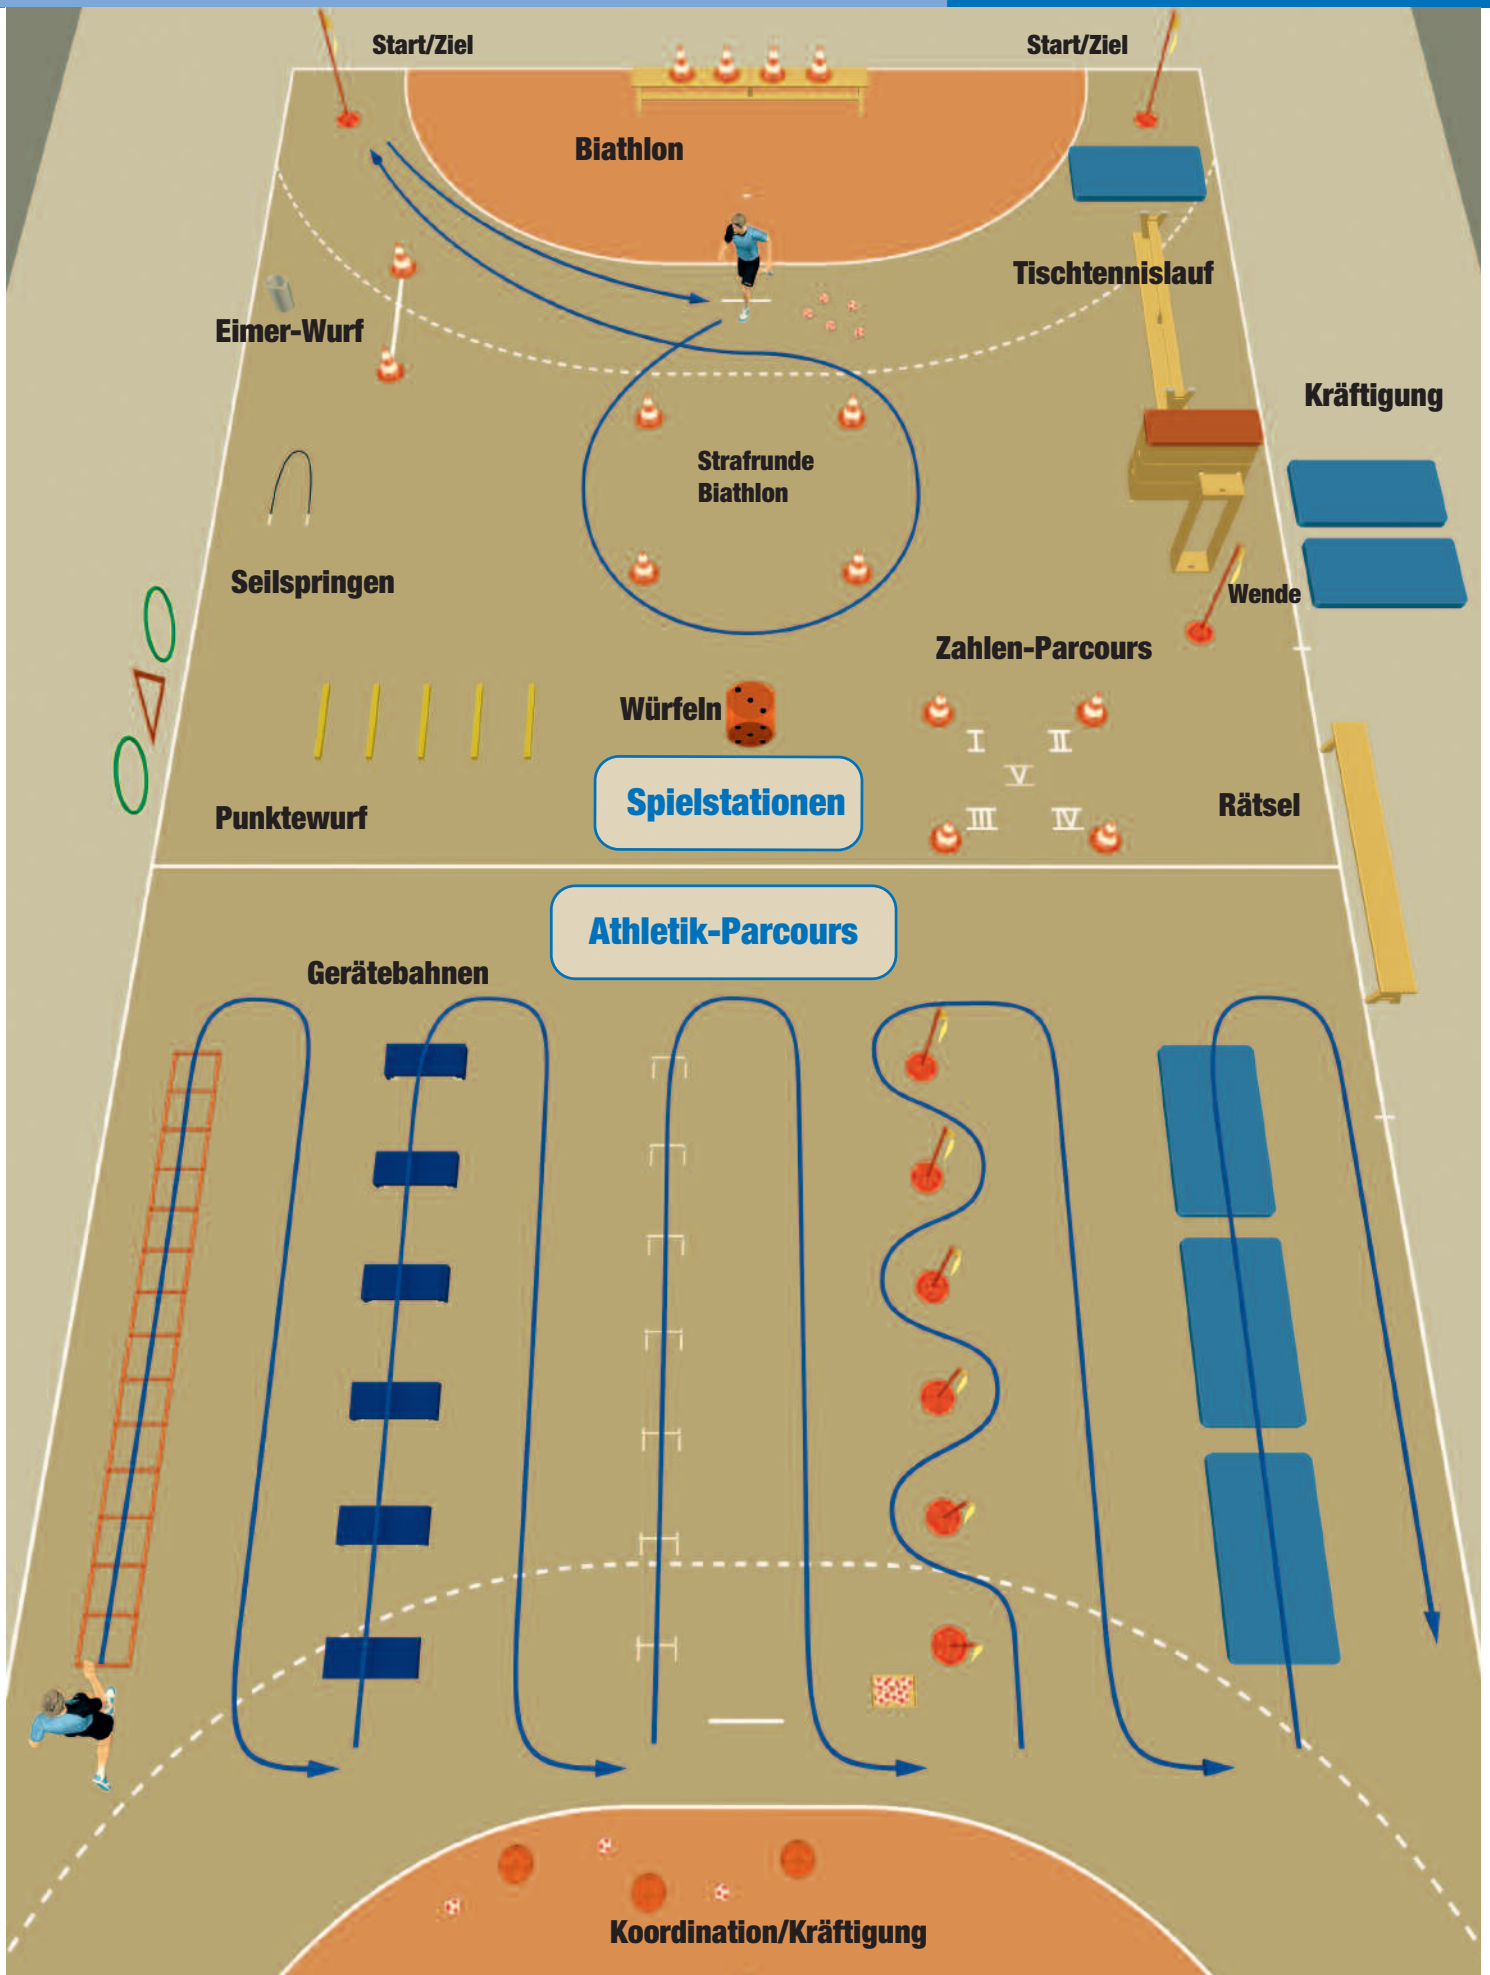 Start/Ziel
Start/Ziel
Biathlon
Tischtennislauf
Eimer-Wurf
Kräftigung
Strafrunde
Biathlon
Seilspringen
Wende
Zahlen-Parcours
Würfeln
I
II
V
III
IV
Spielstationen
Rätsel
Punktewurf
Athletik-Parcours
Gerätebahnen
Koordination/Kräftigung